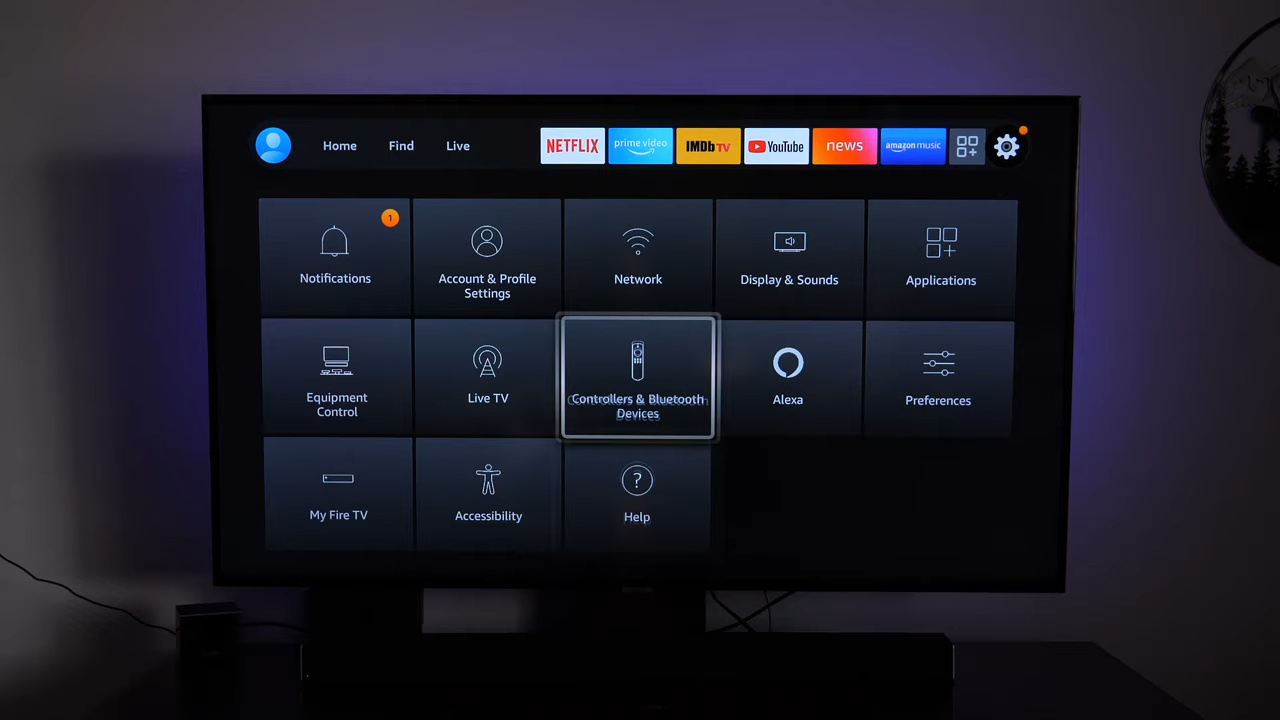 Home
Find
Live
NETFLIX
prime video
IMDb TV
YouTube
news
amazon music
1
Notifications
Account & Profile
Settings
Network
Display & Sounds
Applications
Equipment
Control
Live TV
Controllers & Bluetooth
Devices
Alexa
Preferences
My Fire TV
Accessibility
?
Help